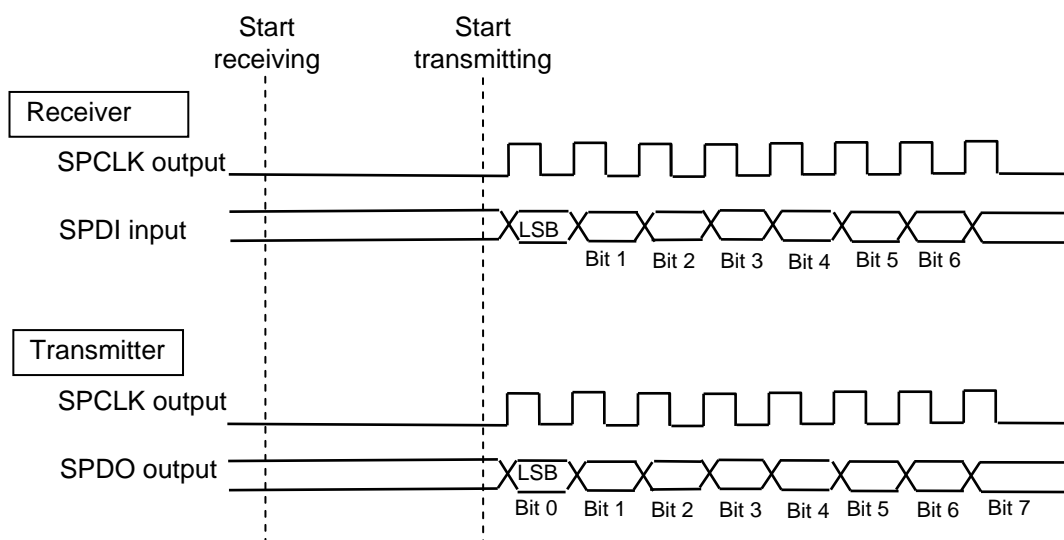 Start receiving
Start transmitting
Receiver
SPCLK output
SPDI input
LSB
Bit 1 Bit 2 Bit 3 Bit 4 Bit 5 Bit 6
Transmitter
SPCLK output
SPDO output
LSB
Bit 0 Bit 1 Bit 2 Bit 3 Bit 4 Bit 5 Bit 6 Bit 7